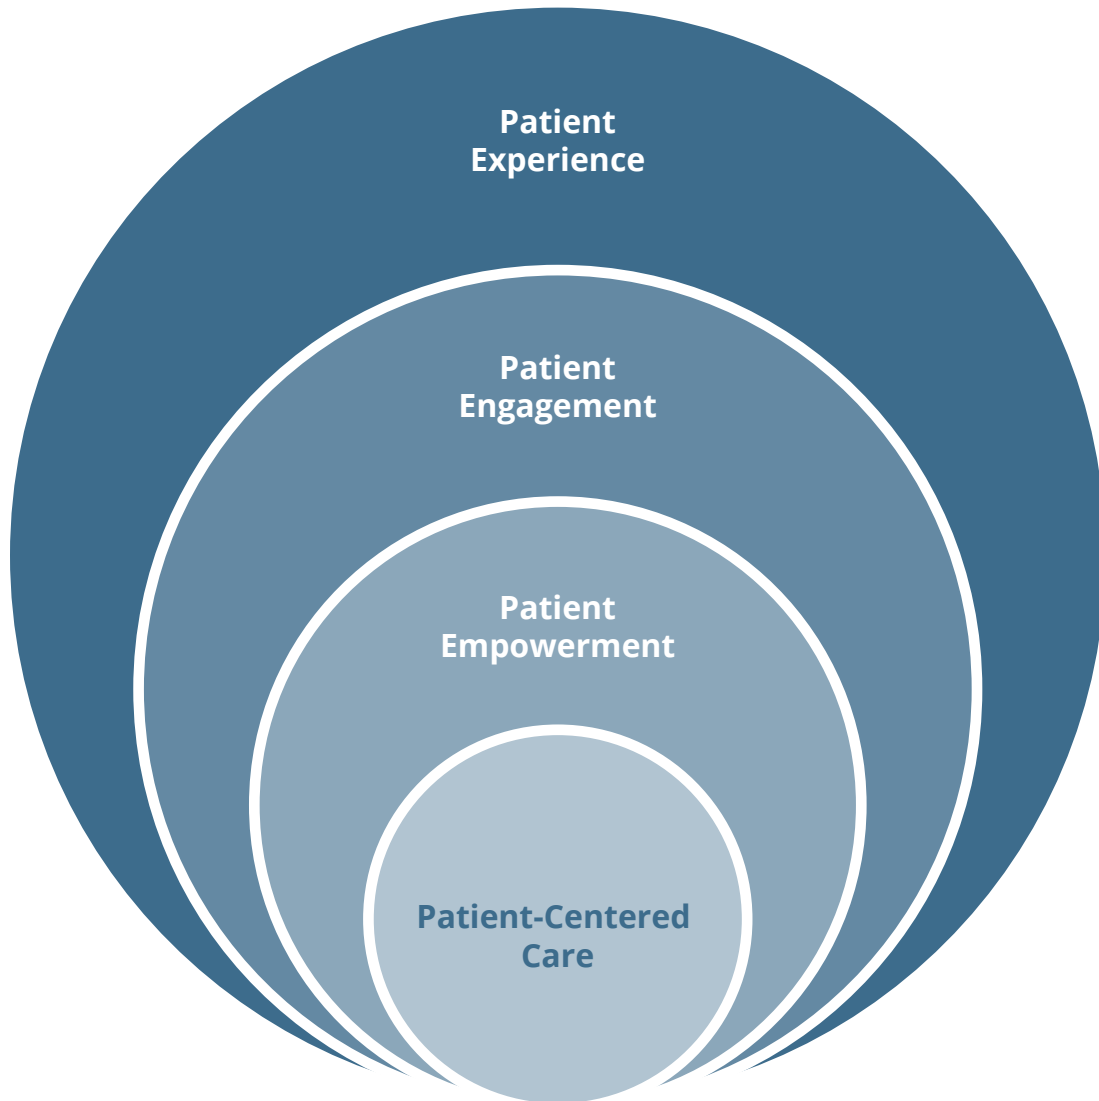 Patient
Experience
Patient
Engagement
Patient
Empowerment
Patient-Centered
Care